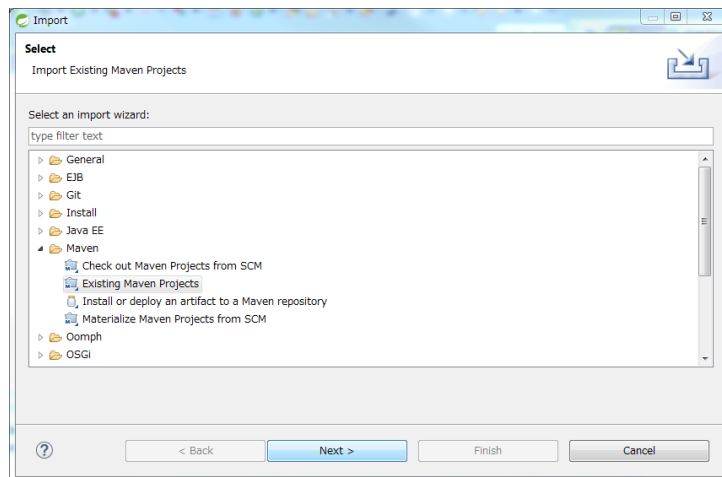 Import
Select
Import Existing Maven Projects
Select an import wizard:
type filter text
General
EJB
Git
Install
Java EE
Maven
Check out Maven Projects from SCM
Existing Maven Projects
Install or deploy an artifact to a Maven repository
Materialize Maven Projects from SCM
Oomph
OSGi
?
< Back
Next >
Finish
Cancel